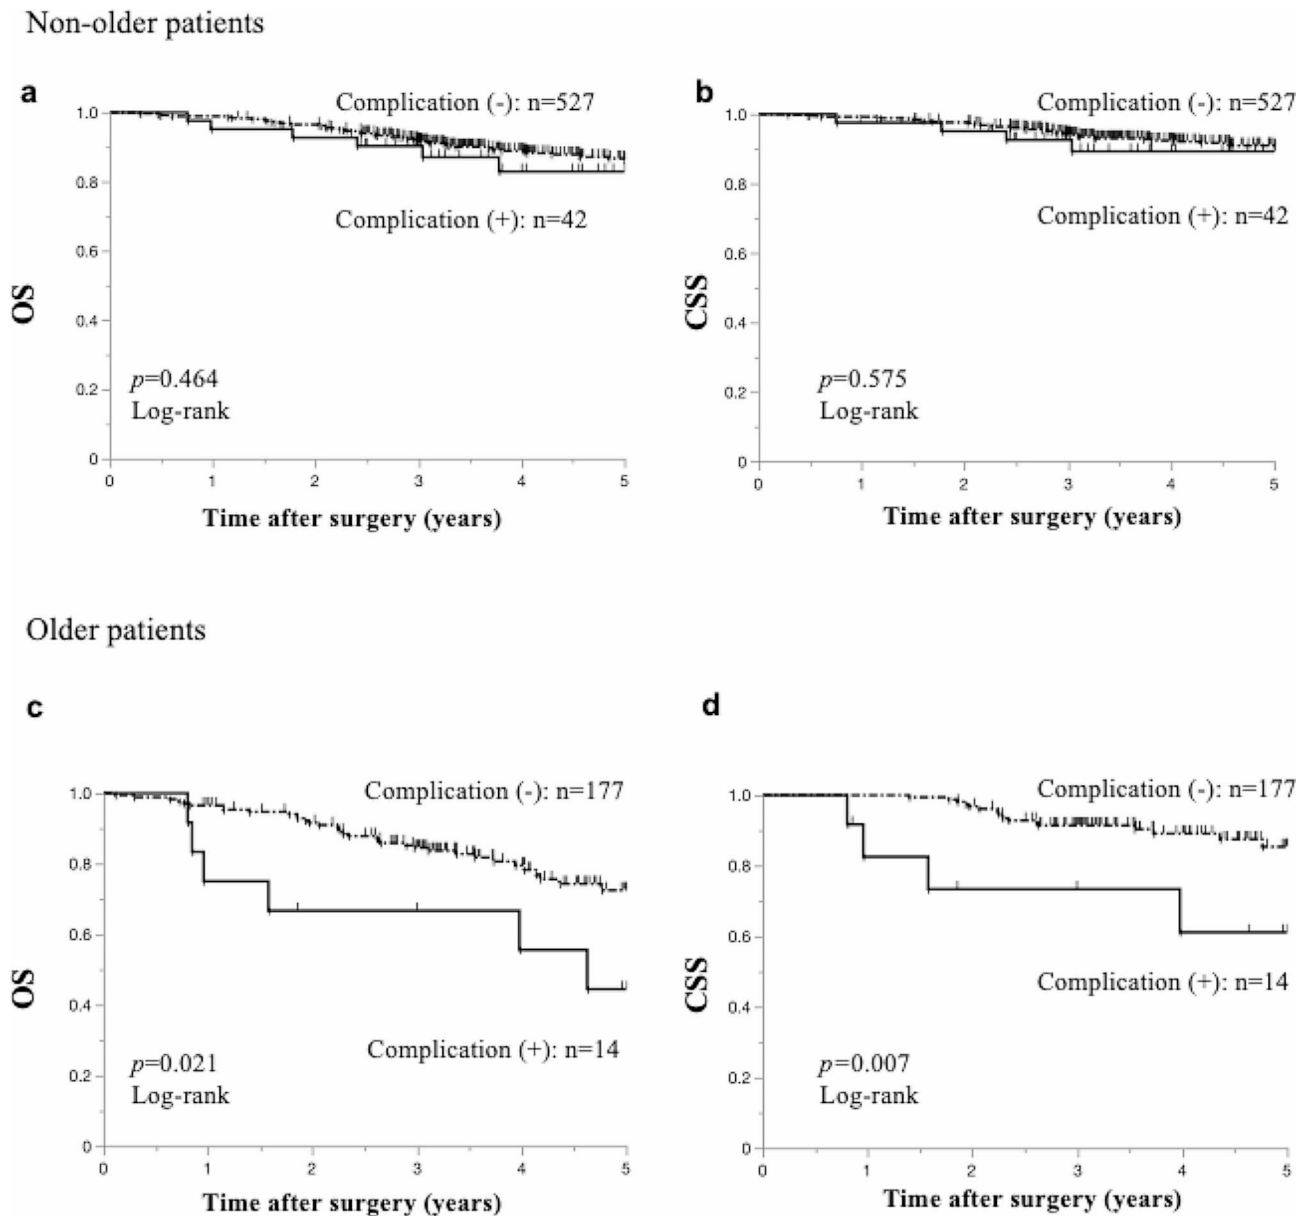 Non-older patients
a
Complication (-): n=527
1.0
0.8
Complication (+): n=42
0.6
OS
0.4
p=0.464
0.2
Log-rank
0
0 1 2 3 4 5
Time after surgery (years)
b
Complication (-): n=527
1.0
0.8
Complication (+): n=42
0.6
CSS
0.4
p=0.575
0.2
Log-rank
0
0 1 2 3 4 5
Time after surgery (years)
Older patients
c
Complication (-): n=177
1.0
0.8
0.6
OS
0.4
Complication (+): n=14
p=0.021
0.2
Log-rank
0
0 1 2 3 4 5
Time after surgery (years)
d
Complication (-): n=177
1.0
0.8
0.6
CSS
Complication (+): n=14
0.4
p=0.007
0.2
Log-rank
0
0 1 2 3 4 5
Time after surgery (years)